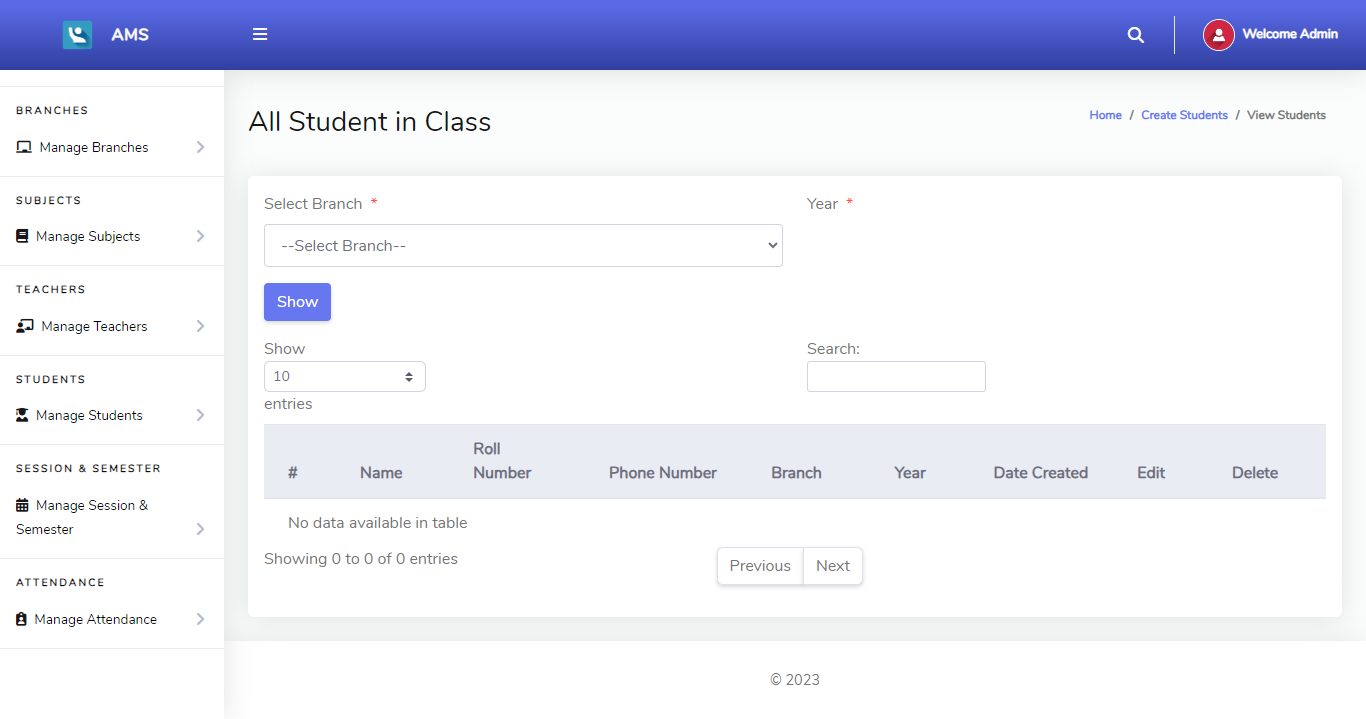 AMS
Welcome Admin
BRANCHES
Manage Branches
SUBJECTS
Manage Subjects
TEACHERS
Manage Teachers
STUDENTS
Manage Students
SESSION & SEMESTER
Manage Session &
Semester
ATTENDANCE
Manage Attendance
All Student in Class
Home / Create Students / View Students
Select Branch *
Year *
--Select Branch--
Show
Show
10
entries
Search:
# Name Roll Number Phone Number Branch Year Date Created Edit Delete
No data available in table
Showing 0 to 0 of 0 entries
Previous Next
© 2023